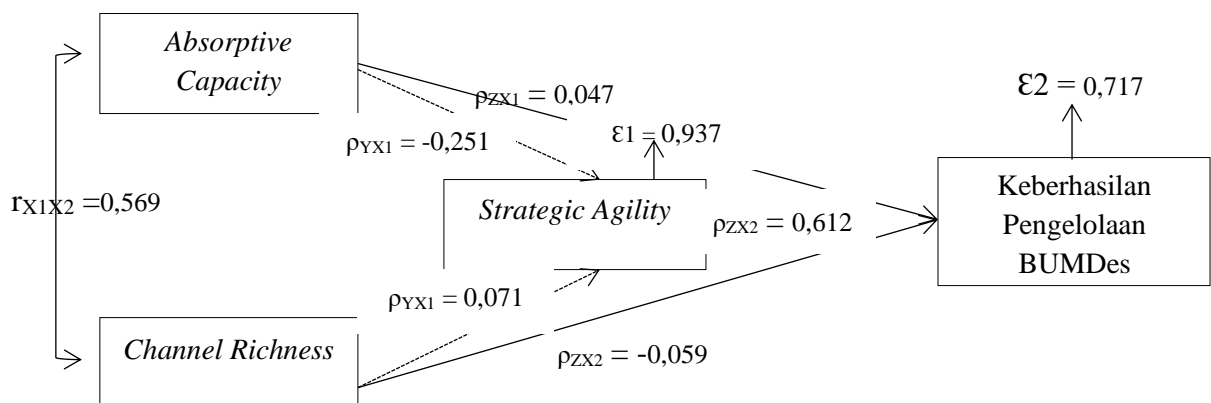 Absorptive
Capacity
ε2 = 0,717
ρZX1 = 0,047
ε1 = 0,937
ρYX1 = -0,251
Keberhasilan
Pengelolaan
BUMDes
rX1X2 =0,569
Strategic Agility
ρZX2 = 0,612
ρYX1 = 0,071
Channel Richness
ρZX2 = -0,059